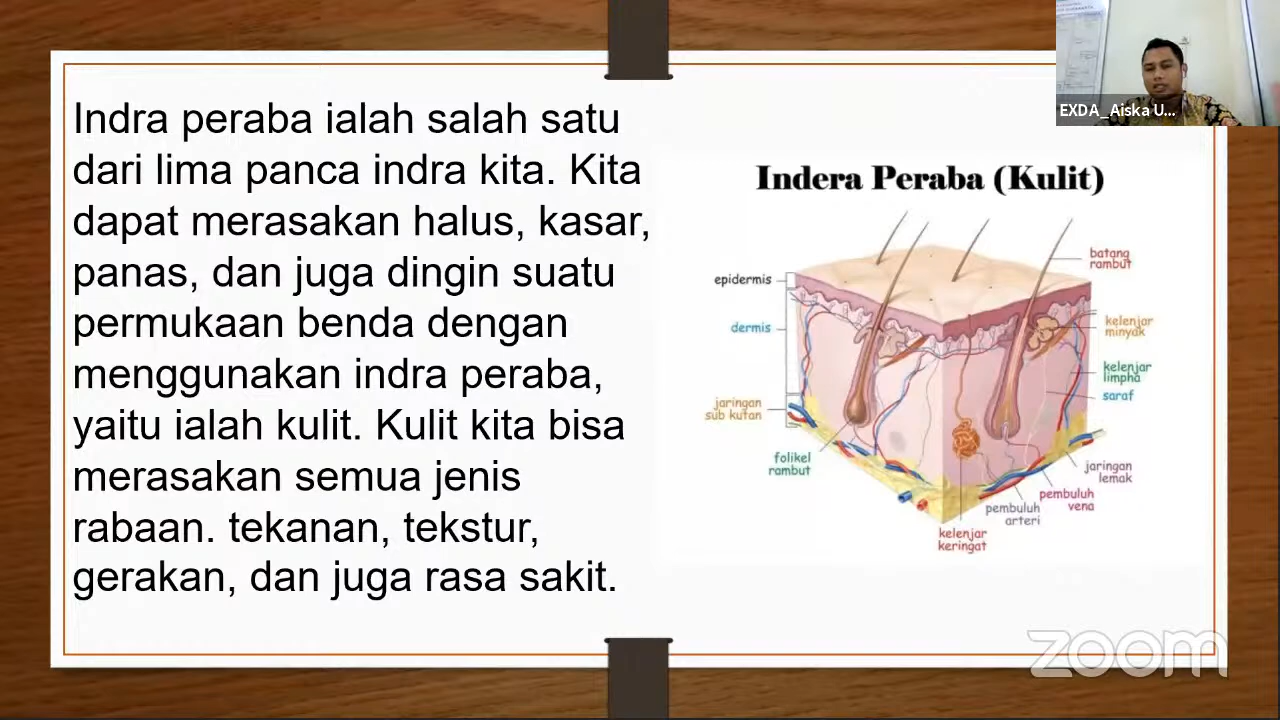 Indra peraba ialah salah satu
dari lima panca indra kita. Kita
dapat merasakan halus, kasar,
panas, dan juga dingin suatu
permukaan benda dengan
menggunakan indra peraba,
yaitu ialah kulit. Kulit kita bisa
merasakan semua jenis
rabaan. tekanan, tekstur,
gerakan, dan juga rasa sakit.
EXDA_Aiska U...
Indera Peraba (Kulit)
epidermis
dermis
jaringan
sub kutan
folikel
rambut
batang
rambut
kelenjar
minyak
kelenjar
limpha
saraf
jaringan
lemak
pembuluh
vena
pembuluh
arteri
kelenjar
keringat
zoom